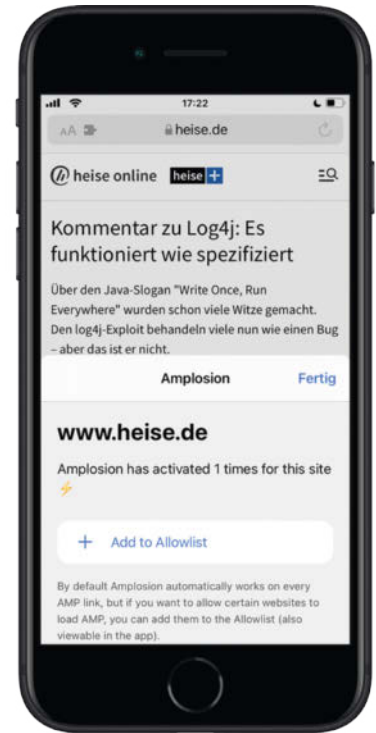 17:22
AA heise.de
heise online heise +
Kommentar zu Log4j: Es
funktioniert wie spezifiziert
Über den Java-Slogan "Write Once, Run
Everywhere" wurden schon viele Witze gemacht.
Den log4j-Exploit behandeln viele nun wie einen Bug
– aber das ist er nicht.
Amplosion Fertig
www.heise.de
Amplosion has activated 1 times for this site
⚡
+ Add to Allowlist
By default Amplosion automatically works on every
AMP link, but if you want to allow certain websites to
load AMP, you can add them to the Allowlist (also
viewable in the app).